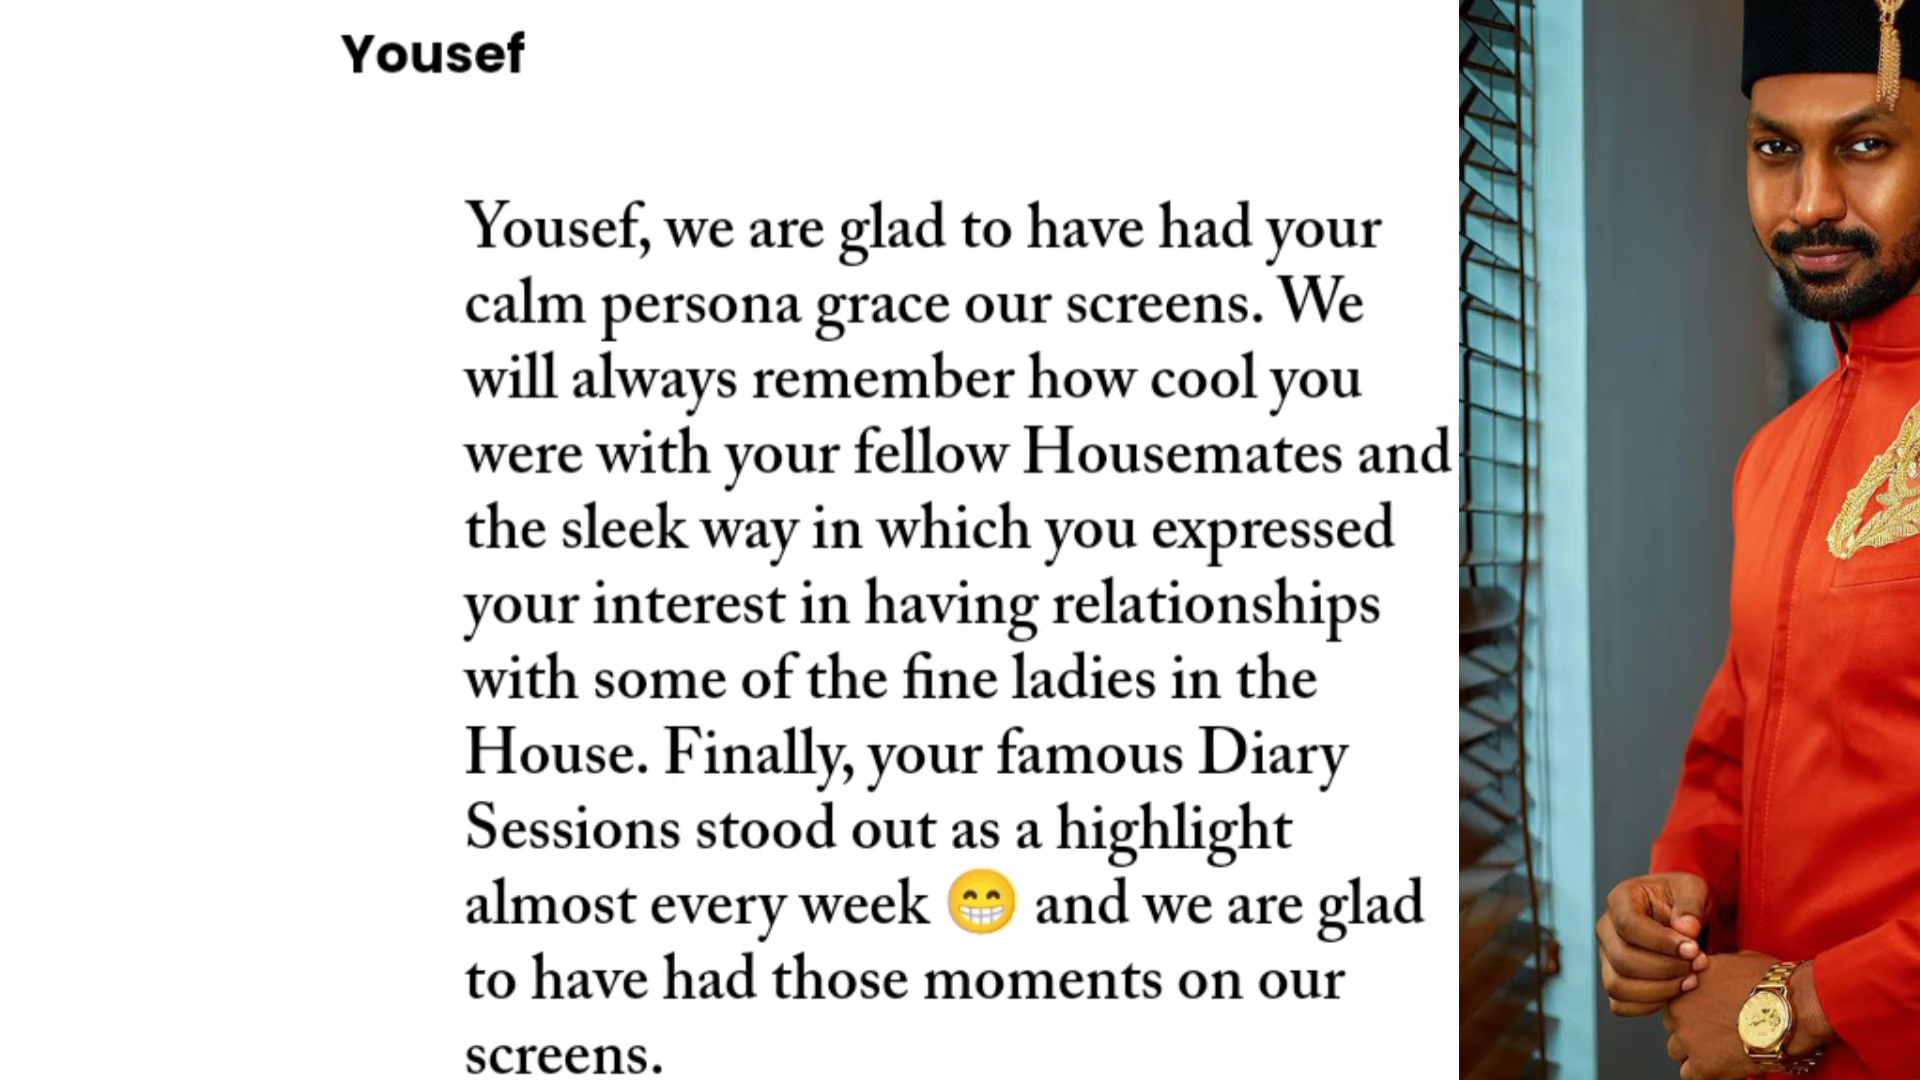 Yousef
Yousef, we are glad to have had your
calm persona grace our screens. We
will always remember how cool you
were with your fellow Housemates and
the sleek way in which you expressed
your interest in having relationships
with some of the fine ladies in the
House. Finally, your famous Diary
Sessions stood out as a highlight
almost every week 😁 and we are glad
to have had those moments on our
screens.